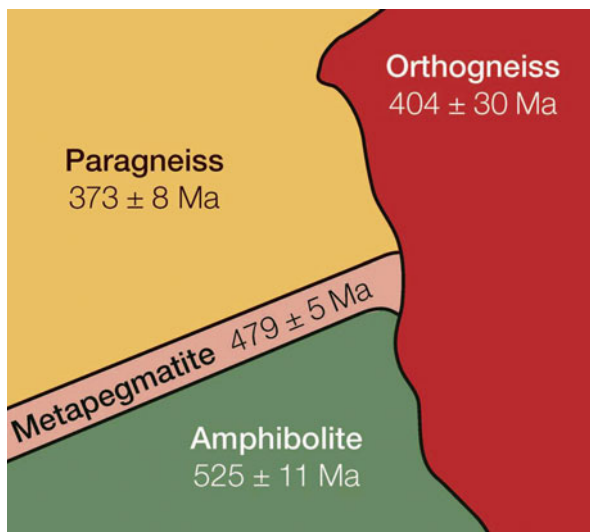 Orthogneiss
404 ± 30 Ma
Paragneiss
373 ± 8 Ma
Metapegmatite 479 ± 5 Ma
Amphibolite
525 ± 11 Ma